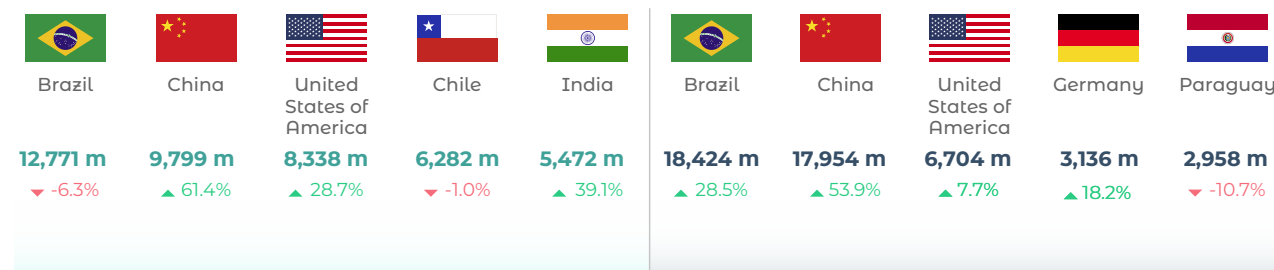 Brazil
China
United
States of
America
Chile
India
12,771 m
9,799 m
8,338 m
6,282 m
5,472 m
-6.3%
61.4%
28.7%
-1.0%
39.1%
Brazil
China
United
States of
America
Germany
Paraguay
18,424 m
17,954 m
6,704 m
3,136 m
2,958 m
28.5%
53.9%
7.7%
18.2%
-10.7%